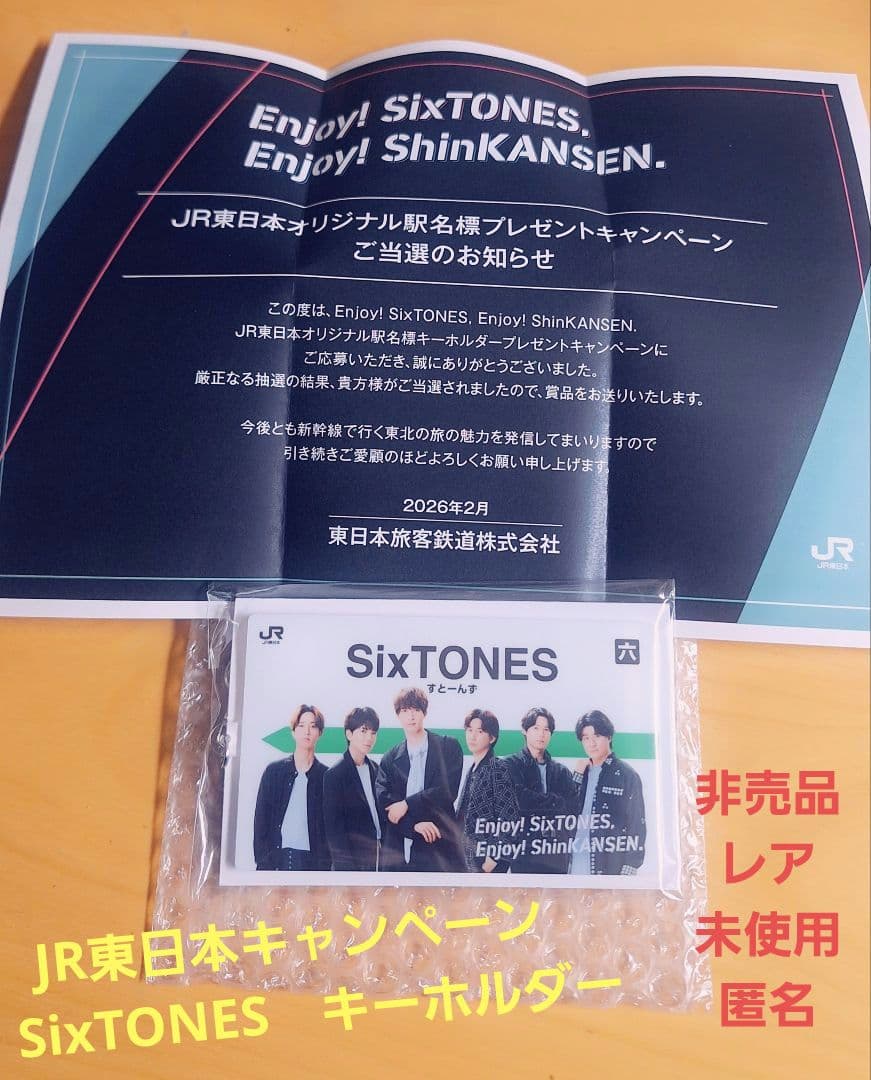 Enjoy! SixTONES,
Enjoy! ShinKANSEN.
JR東日本オリジナル駅名標プレゼントキャンペーン
ご当選のお知らせ
この度は、Enjoy! SixTONES, Enjoy! ShinKANSEN.
JR東日本オリジナル駅名標キーホルダープレゼントキャンペーンに
ご応募いただき、誠にありがとうございました。
厳正なる抽選の結果、貴方様がご当選されましたので、賞品をお送りいたします。
今後とも新幹線で行く東北の旅の魅力を発信してまいりますので
引き続きご愛顧のほどよろしくお願い申し上げます。
2026年2月
東日本旅客鉄道株式会社
JR
JR東日本
JR
JR東日本
SixTONES
すとーんず
六
Enjoy! SixTONES,
Enjoy! ShinKANSEN.
非売品
レア
未使用
匿名
JR東日本キャンペーン
SixTONES キーホルダー